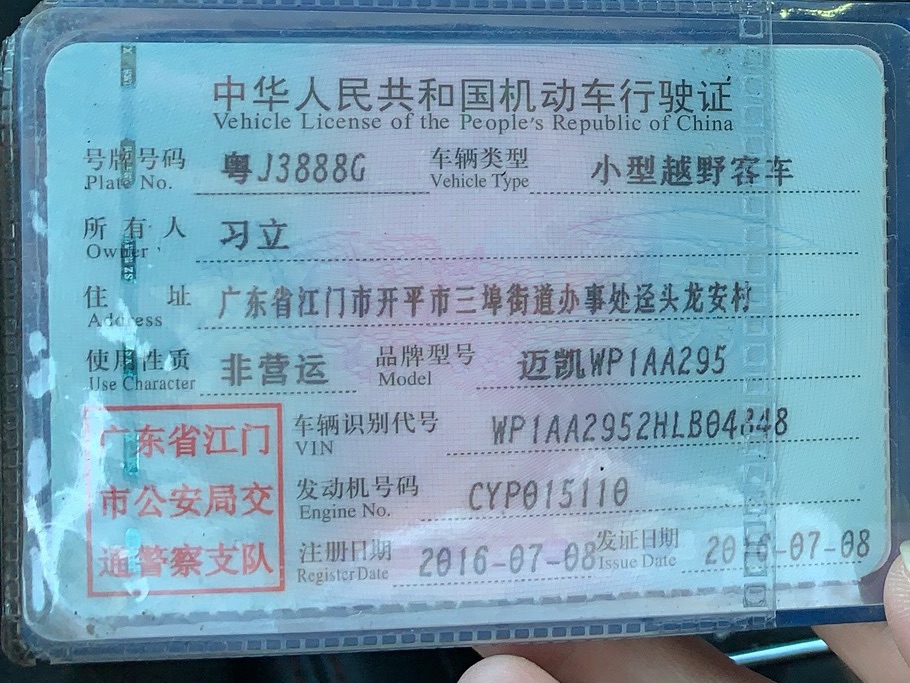 中华人民共和国机动车行驶证
Vehicle License of the People's Republic of China
号牌号码 粤J3888G 车辆类型 小型越野客车
Plate No. Vehicle Type
所有人 习立
Owner
住址 广东省江门市开平市三埠街道办事处迳头龙安村
Address
使用性质 非营运 品牌型号 迈凯WP1AA295
Use Character Model
车辆识别代号 WP1AA2952HLB04848
VIN
发动机号码 CYP015110
Engine No.
注册日期 2016-07-08 发证日期 2016-07-08
Register Date Issue Date
广东省江门
市公安局交
通警察支队